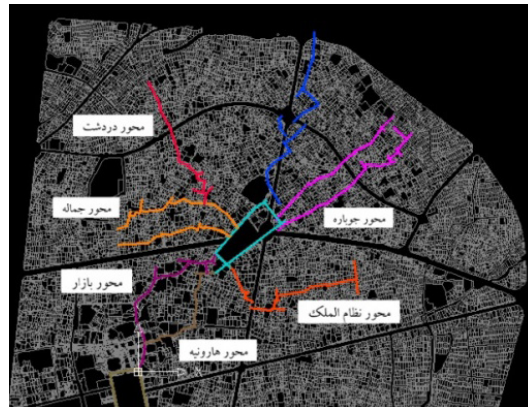 محور دردشت
محور جماله
محور جوباره
محور بازار
محور نظام الملک
محور هارونیه